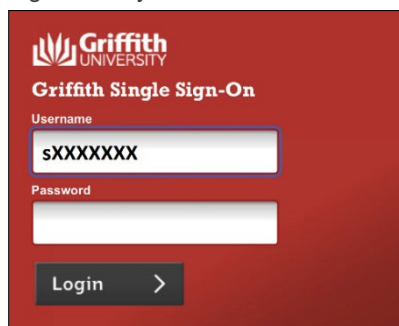 Griffith
UNIVERSITY
Griffith Single Sign-On
Username
sXXXXXXX
Password
Login >